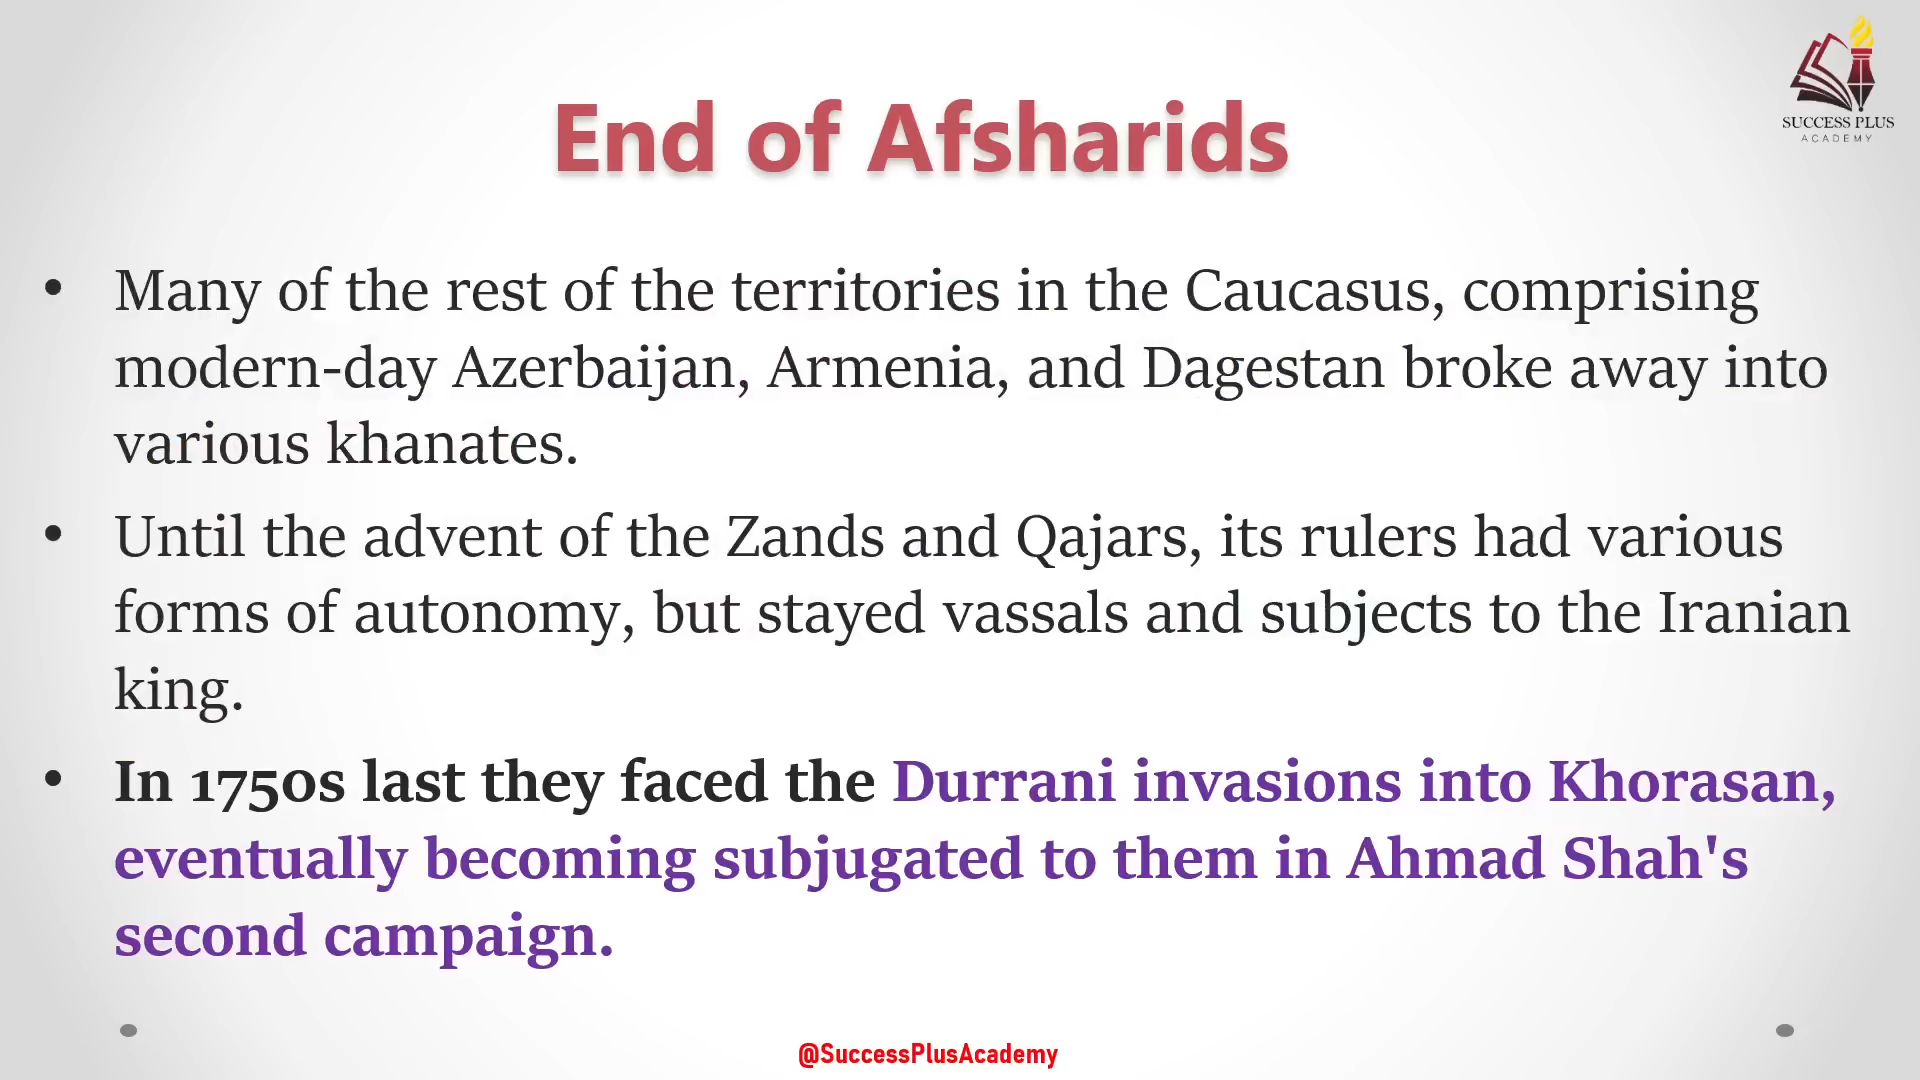 SUCCESS PLUS
ACADEMY
End of Afsharids
• Many of the rest of the territories in the Caucasus, comprising
modern-day Azerbaijan, Armenia, and Dagestan broke away into
various khanates.
• Until the advent of the Zands and Qajars, its rulers had various
forms of autonomy, but stayed vassals and subjects to the Iranian
king.
• In 1750s last they faced the Durrani invasions into Khorasan,
eventually becoming subjugated to them in Ahmad Shah's
second campaign.
@SuccessPlusAcademy